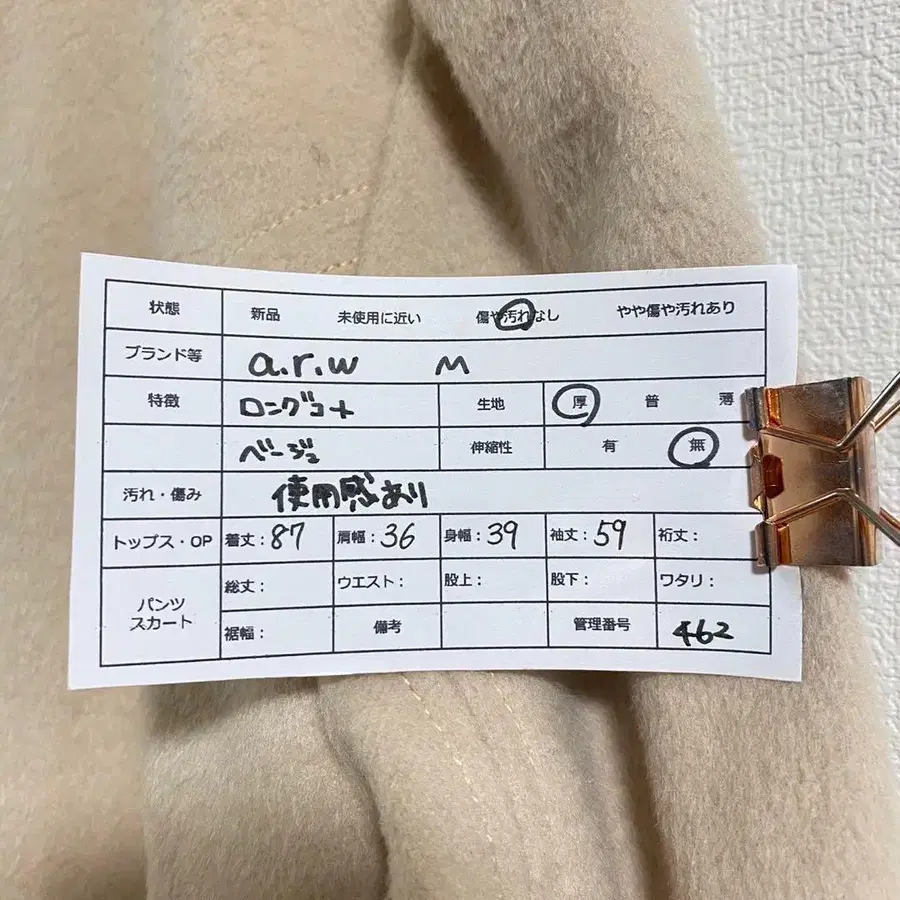 状態 新品 未使用に近い 傷や汚れなし やや傷や汚れあり
ブランド等 a.r.w M
特徴 ロングコート 生地 厚 普 薄
ベージュ 伸縮性 有 無
汚れ・傷み 使用感あり
トップス・OP 着丈：87 肩幅：36 身幅：39 袖丈：59 裄丈：
パンツ スカート 総丈： ウエスト： 股上： 股下： ワタリ：
裾幅： 備考 管理番号 462